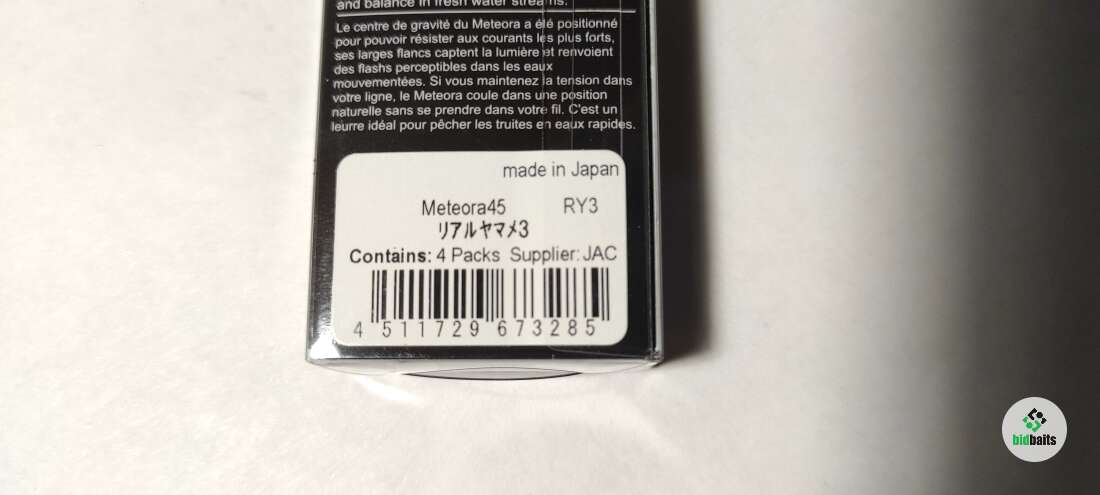 and balance in fresh water streams.
Le centre de gravité du Meteora a été positionné
pour pouvoir résister aux courants les plus forts,
ses larges flancs captent la lumière et renvoient
des flashs perceptibles dans les eaux
mouvementées. Si vous maintenez la tension dans
votre ligne, le Meteora coule dans une position
naturelle sans se prendre dans votre fil. C'est un
leurre idéal pour pêcher les truites en eaux rapides.
made in Japan
Meteora45 RY3
リアルヤマメ3
Contains: 4 Packs Supplier: JAC
4 511729 673285
bidbaits